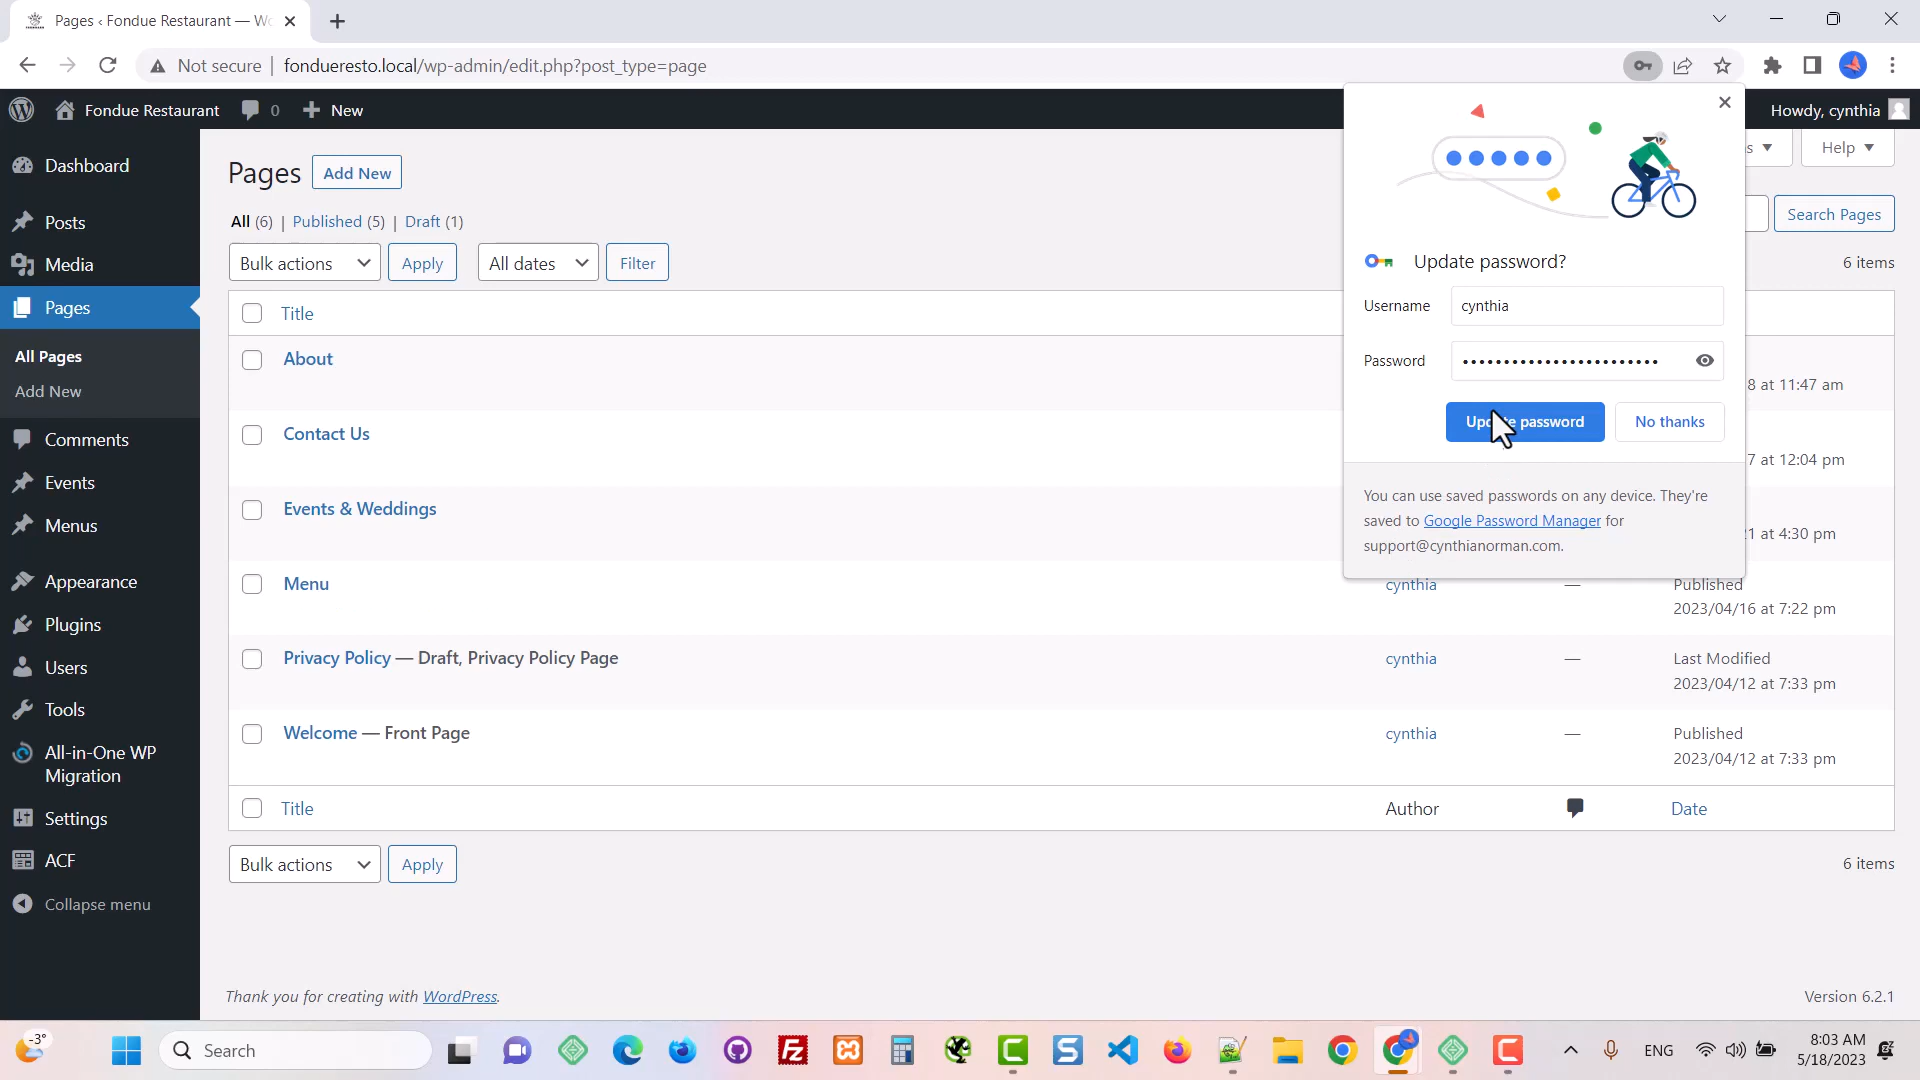 Pages ‹ Fondue Restaurant — Wo
Not secure
fondueresto.local/wp-admin/edit.php?post_type=page
Fondue Restaurant
0
New
Howdy, cynthia
Dashboard
Posts
Media
Pages
All Pages
Add New
Comments
Events
Menus
Appearance
Plugins
Users
Tools
All-in-One WP
Migration
Settings
ACF
Collapse menu
Pages
Add New
s
Help
All (6) | Published (5) | Draft (1)
Search Pages
Bulk actions
Apply
All dates
Filter
6 items
Title
About
8 at 11:47 am
Contact Us
7 at 12:04 pm
Events & Weddings
21 at 4:30 pm
Menu
cynthia
—
Published
2023/04/16 at 7:22 pm
Privacy Policy — Draft, Privacy Policy Page
cynthia
—
Last Modified
2023/04/12 at 7:33 pm
Welcome — Front Page
cynthia
—
Published
2023/04/12 at 7:33 pm
Title
Author
Date
Bulk actions
Apply
6 items
Thank you for creating with WordPress.
Version 6.2.1
Update password?
Username
cynthia
Password
••••••••••••••••••••••••
Update password
No thanks
You can use saved passwords on any device. They're
saved to Google Password Manager for
support@cynthianorman.com.
-3°
Search
ENG
8:03 AM
5/18/2023